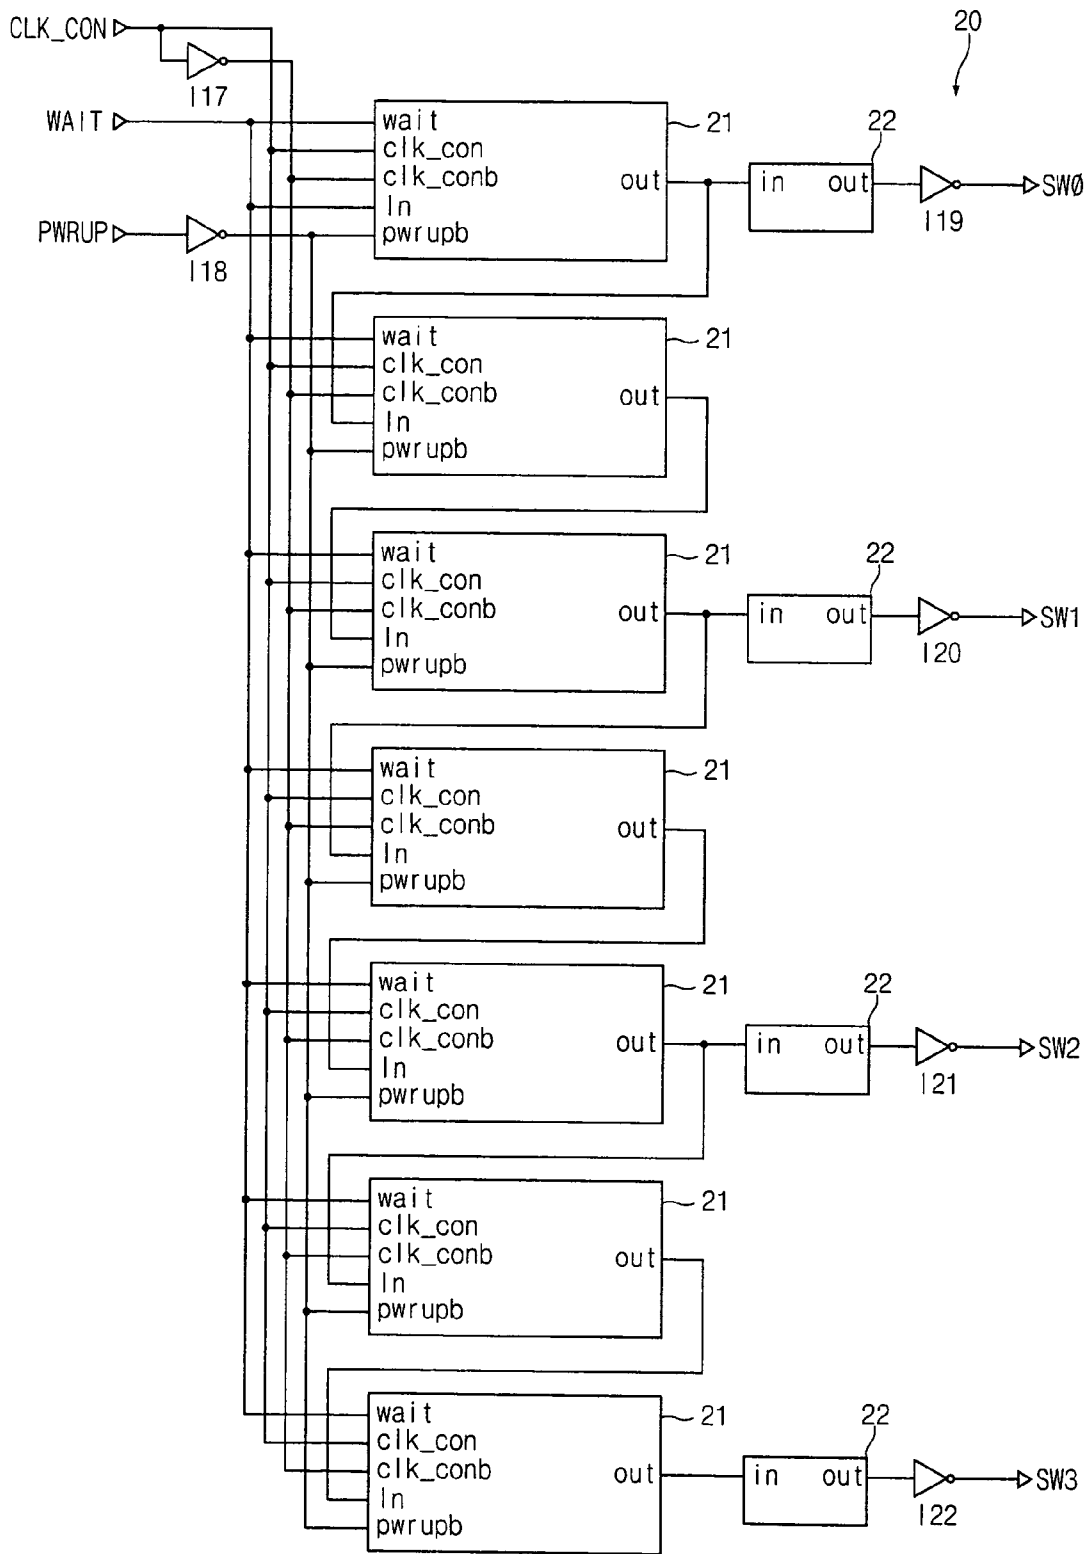 20
CLK_CON
I17
WAIT
PWRUP
I18
wait
clk_con
clk_conb
In
pwrupb
out
21
in out
22
I19
SWØ
wait
clk_con
clk_conb
In
pwrupb
out
21
wait
clk_con
clk_conb
In
pwrupb
out
21
in out
22
I20
SW1
wait
clk_con
clk_conb
In
pwrupb
out
21
wait
clk_con
clk_conb
In
pwrupb
out
21
in out
22
I21
SW2
wait
clk_con
clk_conb
In
pwrupb
out
21
wait
clk_con
clk_conb
In
pwrupb
out
21
in out
22
I22
SW3